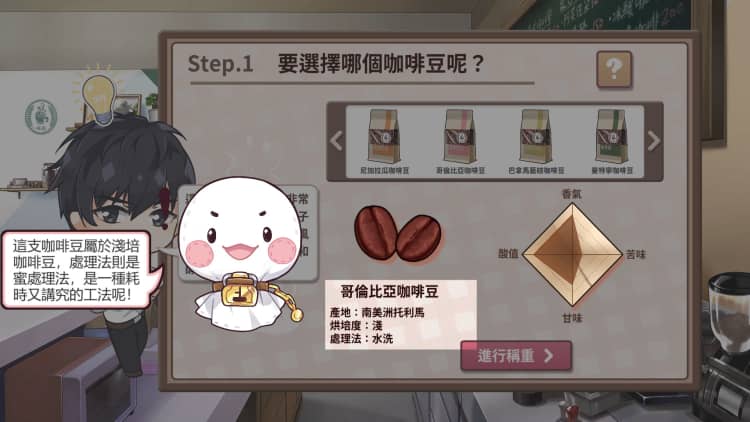 Step.1 要選擇哪個咖啡豆呢？
?
尼加拉瓜咖啡豆
哥倫比亞咖啡豆
巴拿馬藝妓咖啡豆
曼特寧咖啡豆
非常
子
風
和
這支咖啡豆屬於淺培
咖啡豆，處理法則是
蜜處理法，是一種耗
時又講究的工法呢！
香氣
酸值
苦味
甘味
哥倫比亞咖啡豆
產地：南美洲托利馬
烘培度：淺
處理法：水洗
進行稱重